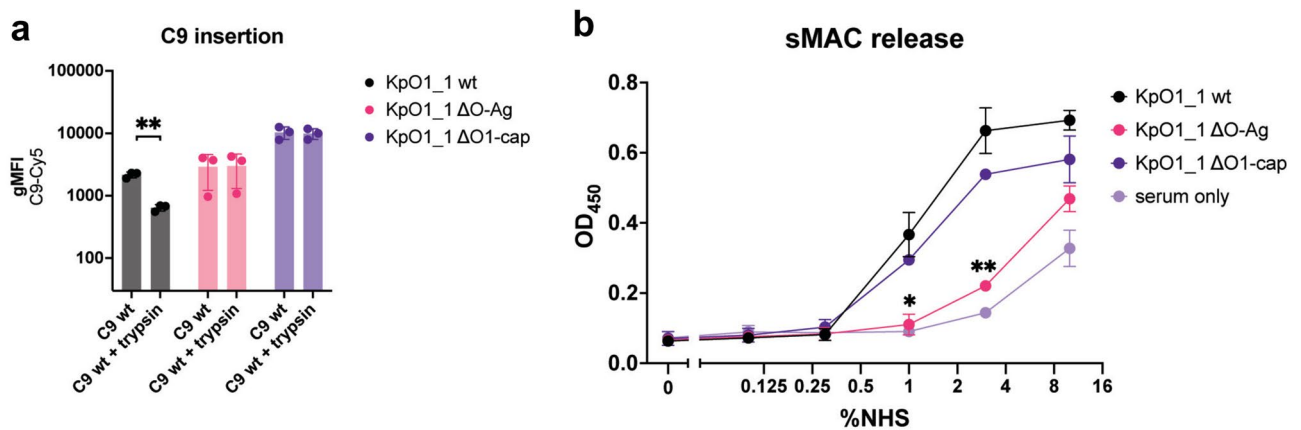 a
C9 insertion
gMFI
C9-Cy5
100000
10000
1000
100
**
C9 wt
C9 wt + trypsin
C9 wt
C9 wt + trypsin
C9 wt
C9 wt + trypsin
KpO1_1 wt
KpO1_1 ΔO-Ag
KpO1_1 ΔO1-cap
b
sMAC release
OD450
0.8
0.6
0.4
0.2
0.0
*
**
0 0.125 0.25 0.5 1 2 4 8 16
%NHS
KpO1_1 wt
KpO1_1 ΔO-Ag
KpO1_1 ΔO1-cap
serum only